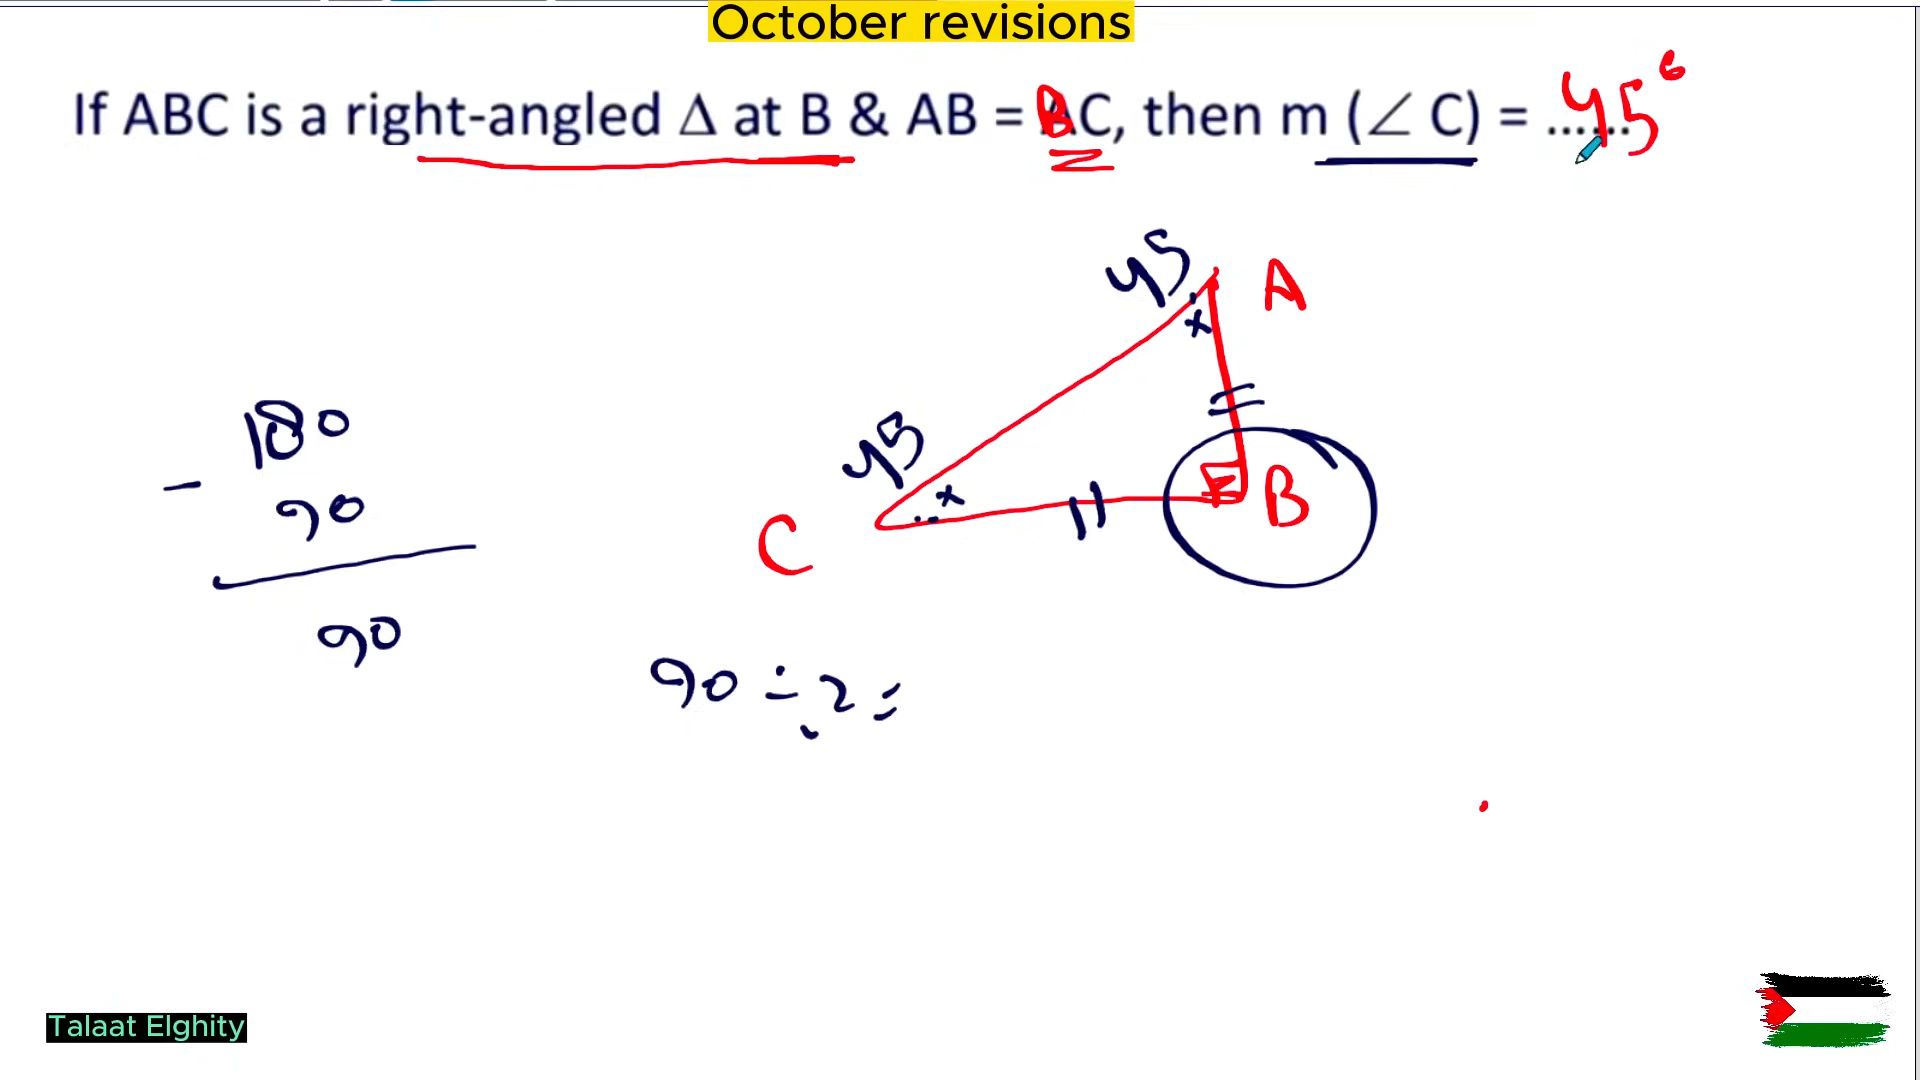 October revisions
If ABC is a right-angled Δ at B & AB = BC, then m (∠ C) = ...... 45°
45
A
45
180
- 90
90
B
C
90 ÷ 2 =
Talaat Elghity